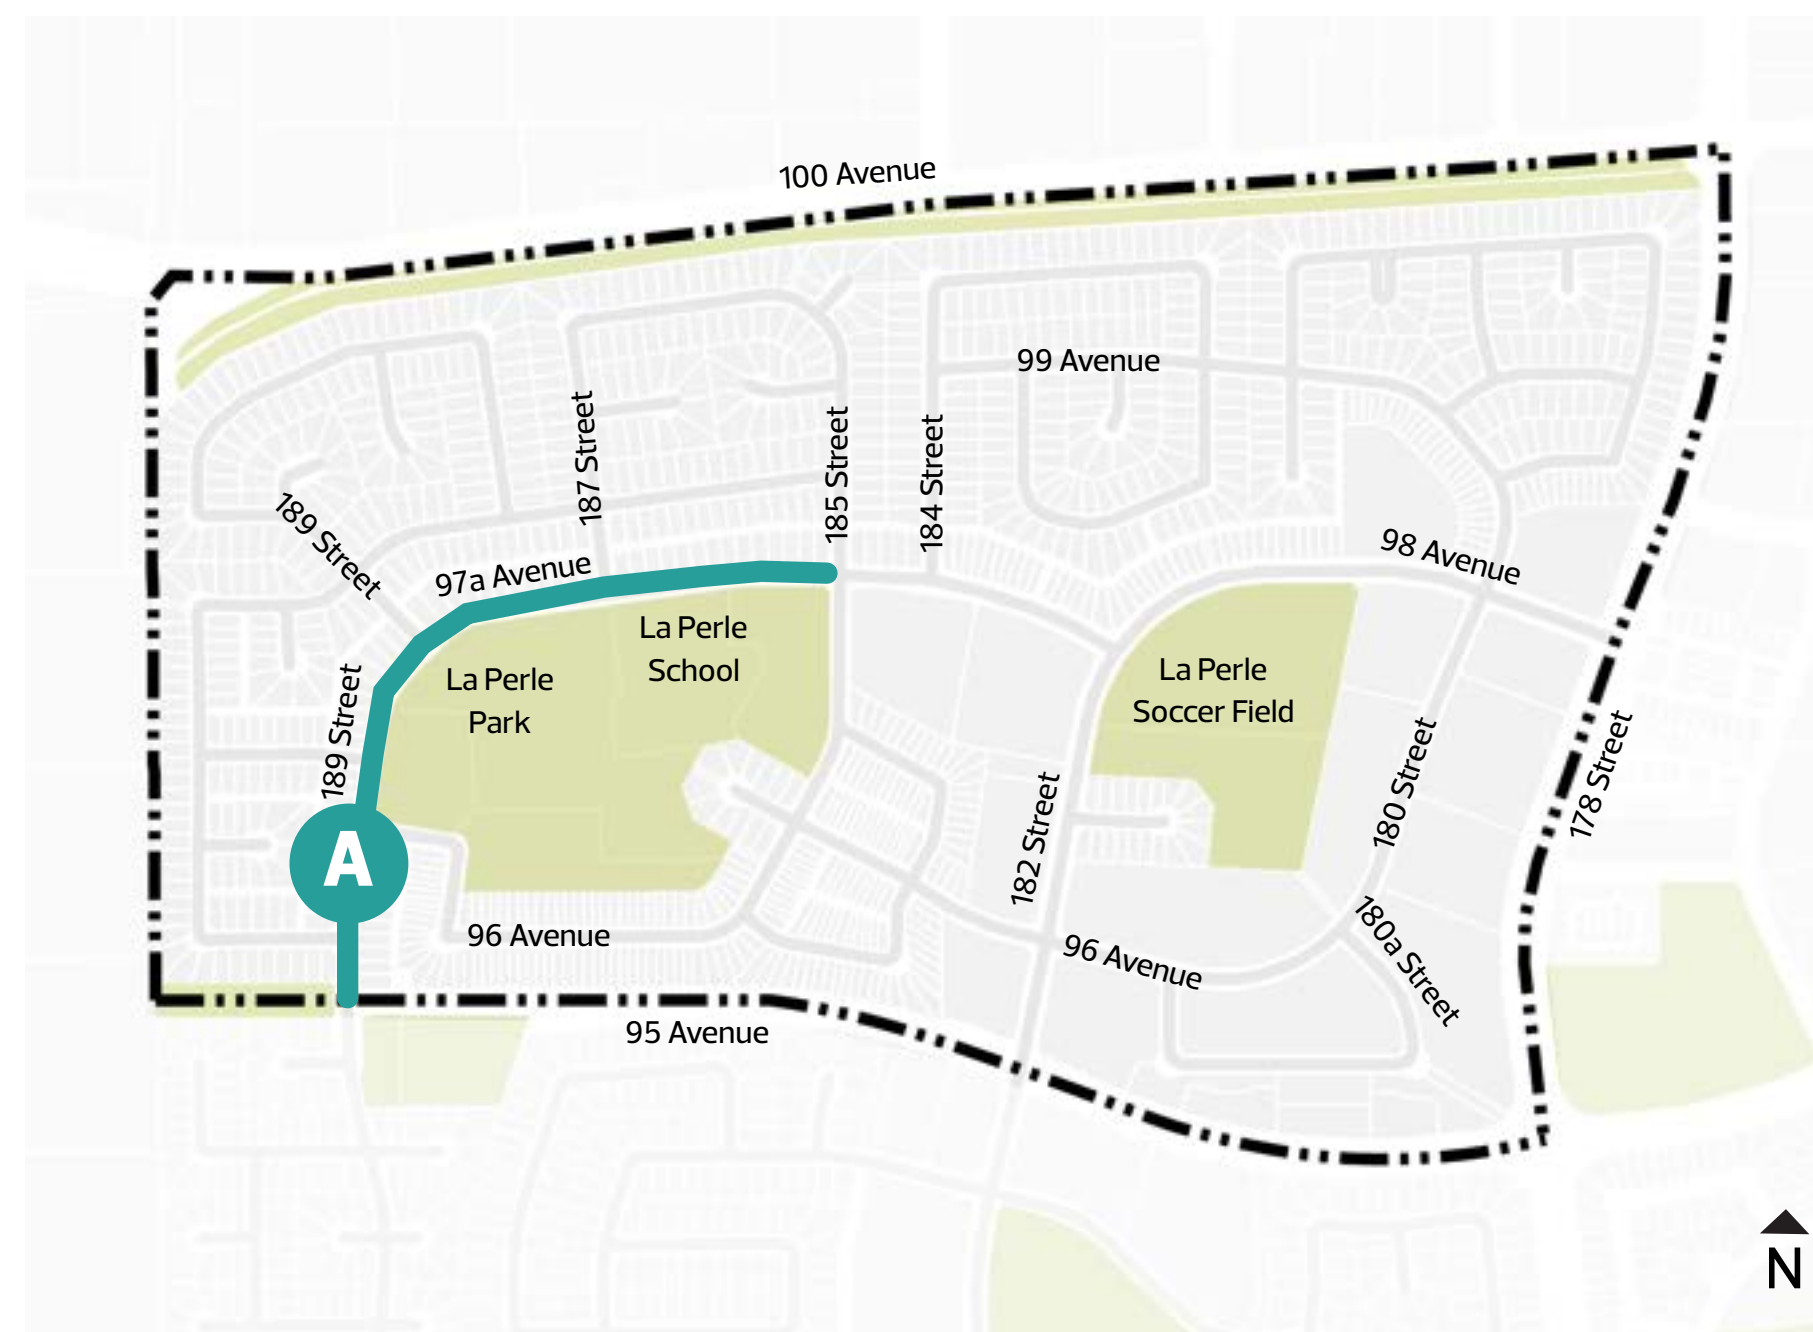 100 Avenue
99 Avenue
187 Street
185 Street
184 Street
189 Street
97a Avenue
98 Avenue
La Perle
School
La Perle
Park
La Perle
Soccer Field
189 Street
180 Street
178 Street
182 Street
A
96 Avenue
96 Avenue
180a Street
95 Avenue
N